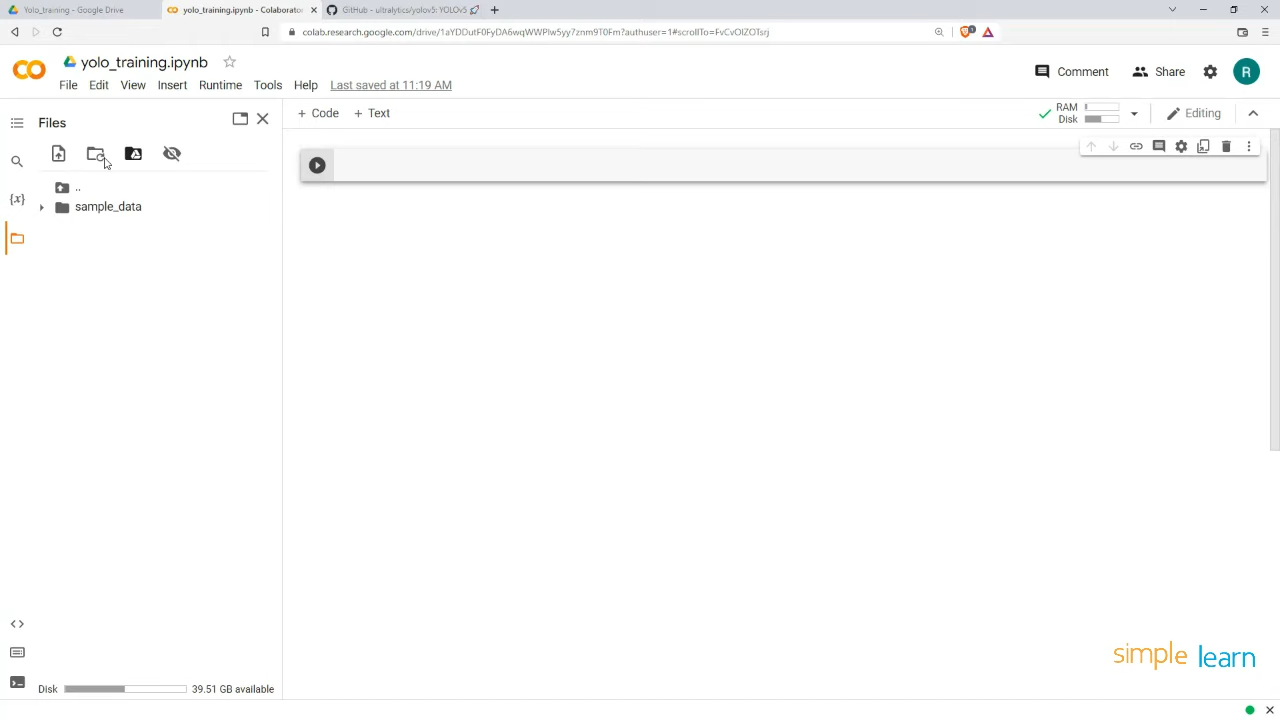 Yolo_training - Google Drive
yolo_training.ipynb - Colaborato
GitHub - ultralytics/yolov5: YOLOv5
colab.research.google.com/drive/1aYDDutF0FyDA6wqWWPlw5yy7znm9T0Fm?authuser=1#scrollTo=FvCvOlZOTsrj
yolo_training.ipynb
Comment
Share
R
File Edit View Insert Runtime Tools Help Last saved at 11:19 AM
Files
+ Code + Text
RAM
Disk
Editing
{x}
..
sample_data
simple learn
Disk 39.51 GB available